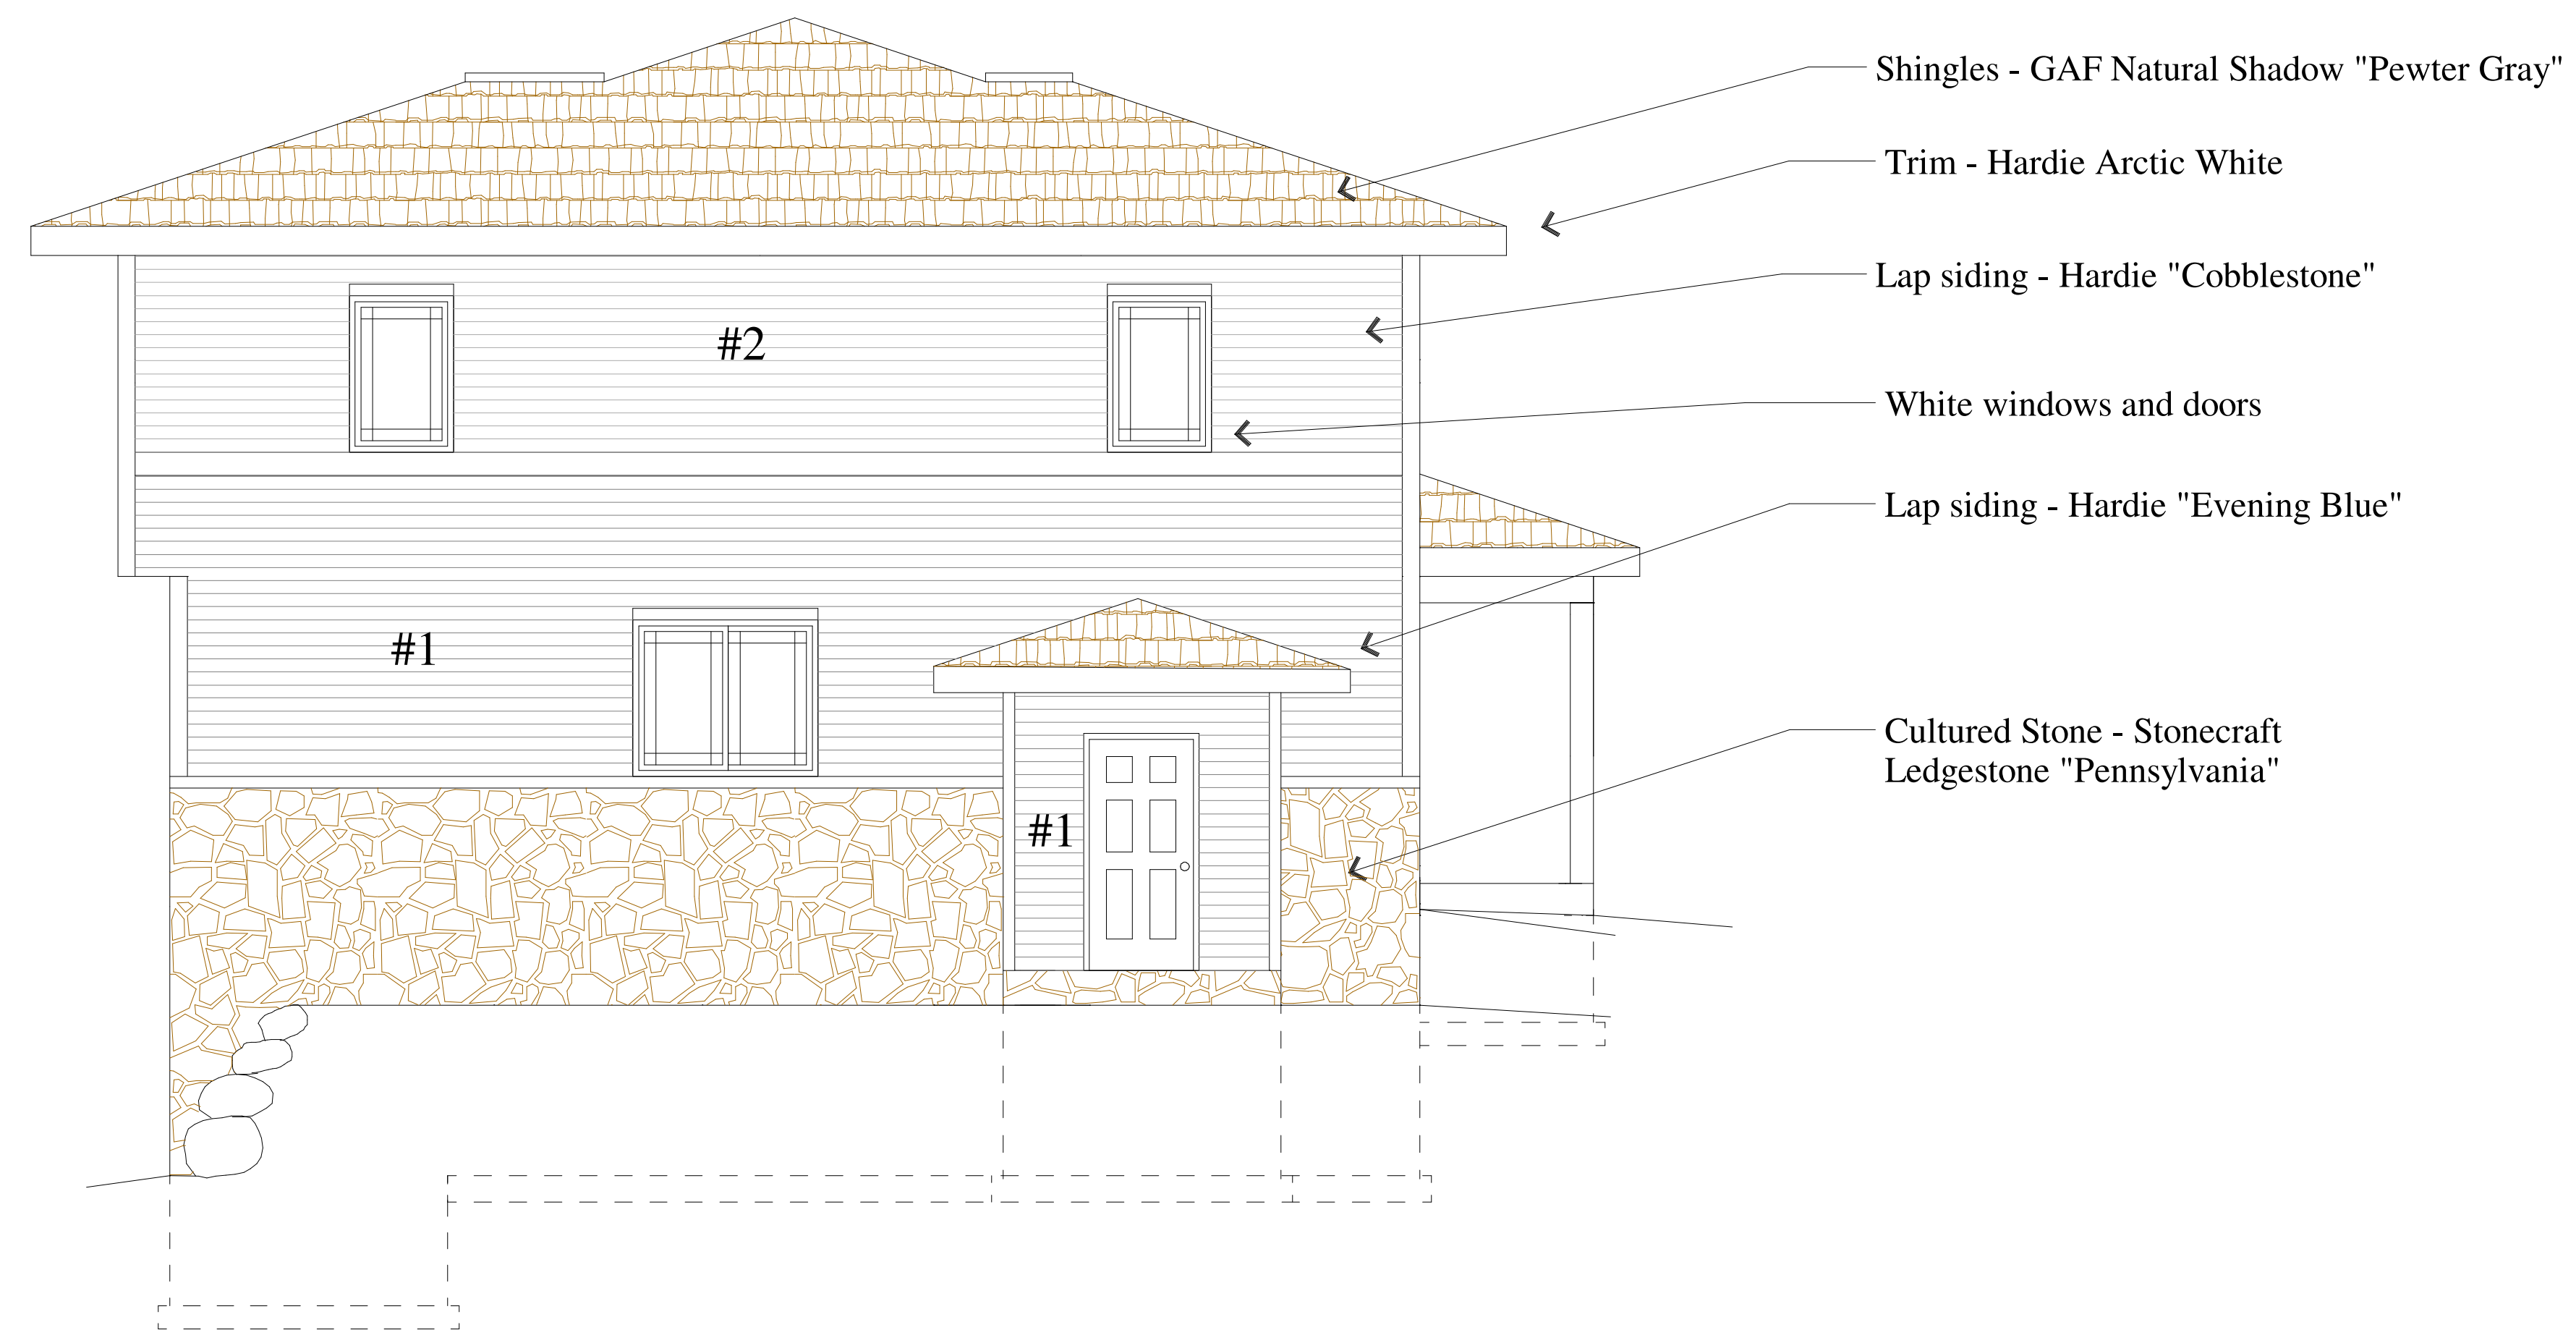 Shingles - GAF Natural Shadow "Pewter Gray"
Trim - Hardie Arctic White
Lap siding - Hardie "Cobblestone"
#2
White windows and doors
Lap siding - Hardie "Evening Blue"
#1
Cultured Stone - Stonecraft
Ledgestone "Pennsylvania"
#1